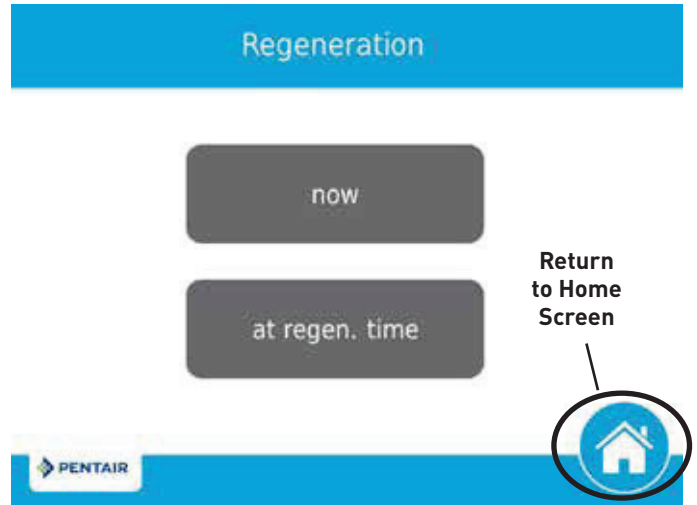 Regeneration
now
at regen. time
Return
to Home
Screen
PENTAIR